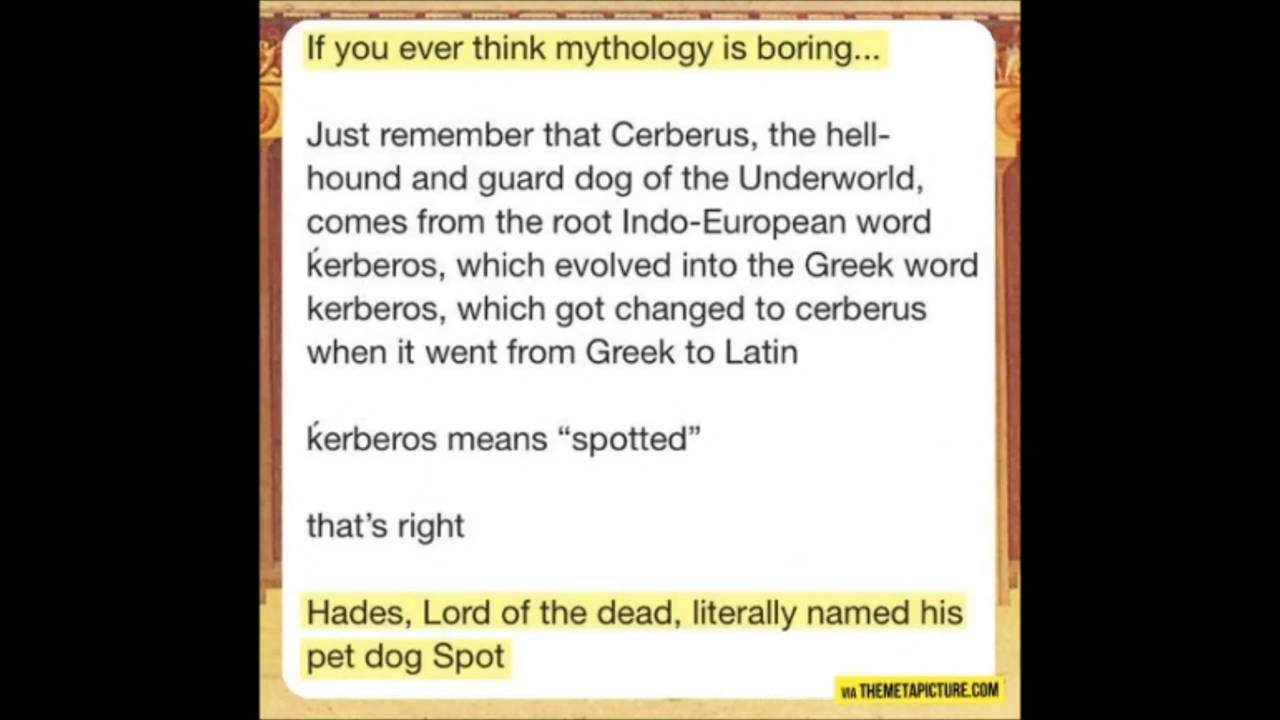 If you ever think mythology is boring...
Just remember that Cerberus, the hell-
hound and guard dog of the Underworld,
comes from the root Indo-European word
ḱerberos, which evolved into the Greek word
kerberos, which got changed to cerberus
when it went from Greek to Latin
ḱerberos means “spotted”
that’s right
Hades, Lord of the dead, literally named his
pet dog Spot
VIA THEMETAPICTURE.COM